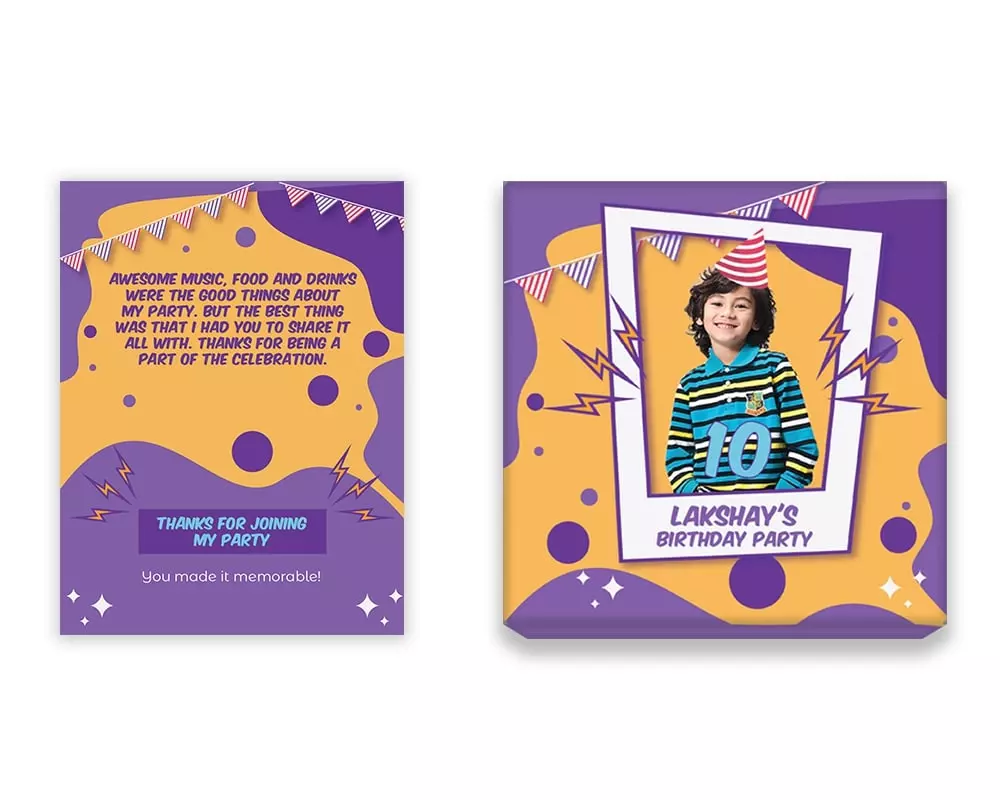 AWESOME MUSIC, FOOD AND DRINKS
WERE THE GOOD THINGS ABOUT
MY PARTY. BUT THE BEST THING
WAS THAT I HAD YOU TO SHARE IT
ALL WITH. THANKS FOR BEING A
PART OF THE CELEBRATION.
THANKS FOR JOINING
MY PARTY
You made it memorable!
10
LAKSHAY'S
BIRTHDAY PARTY